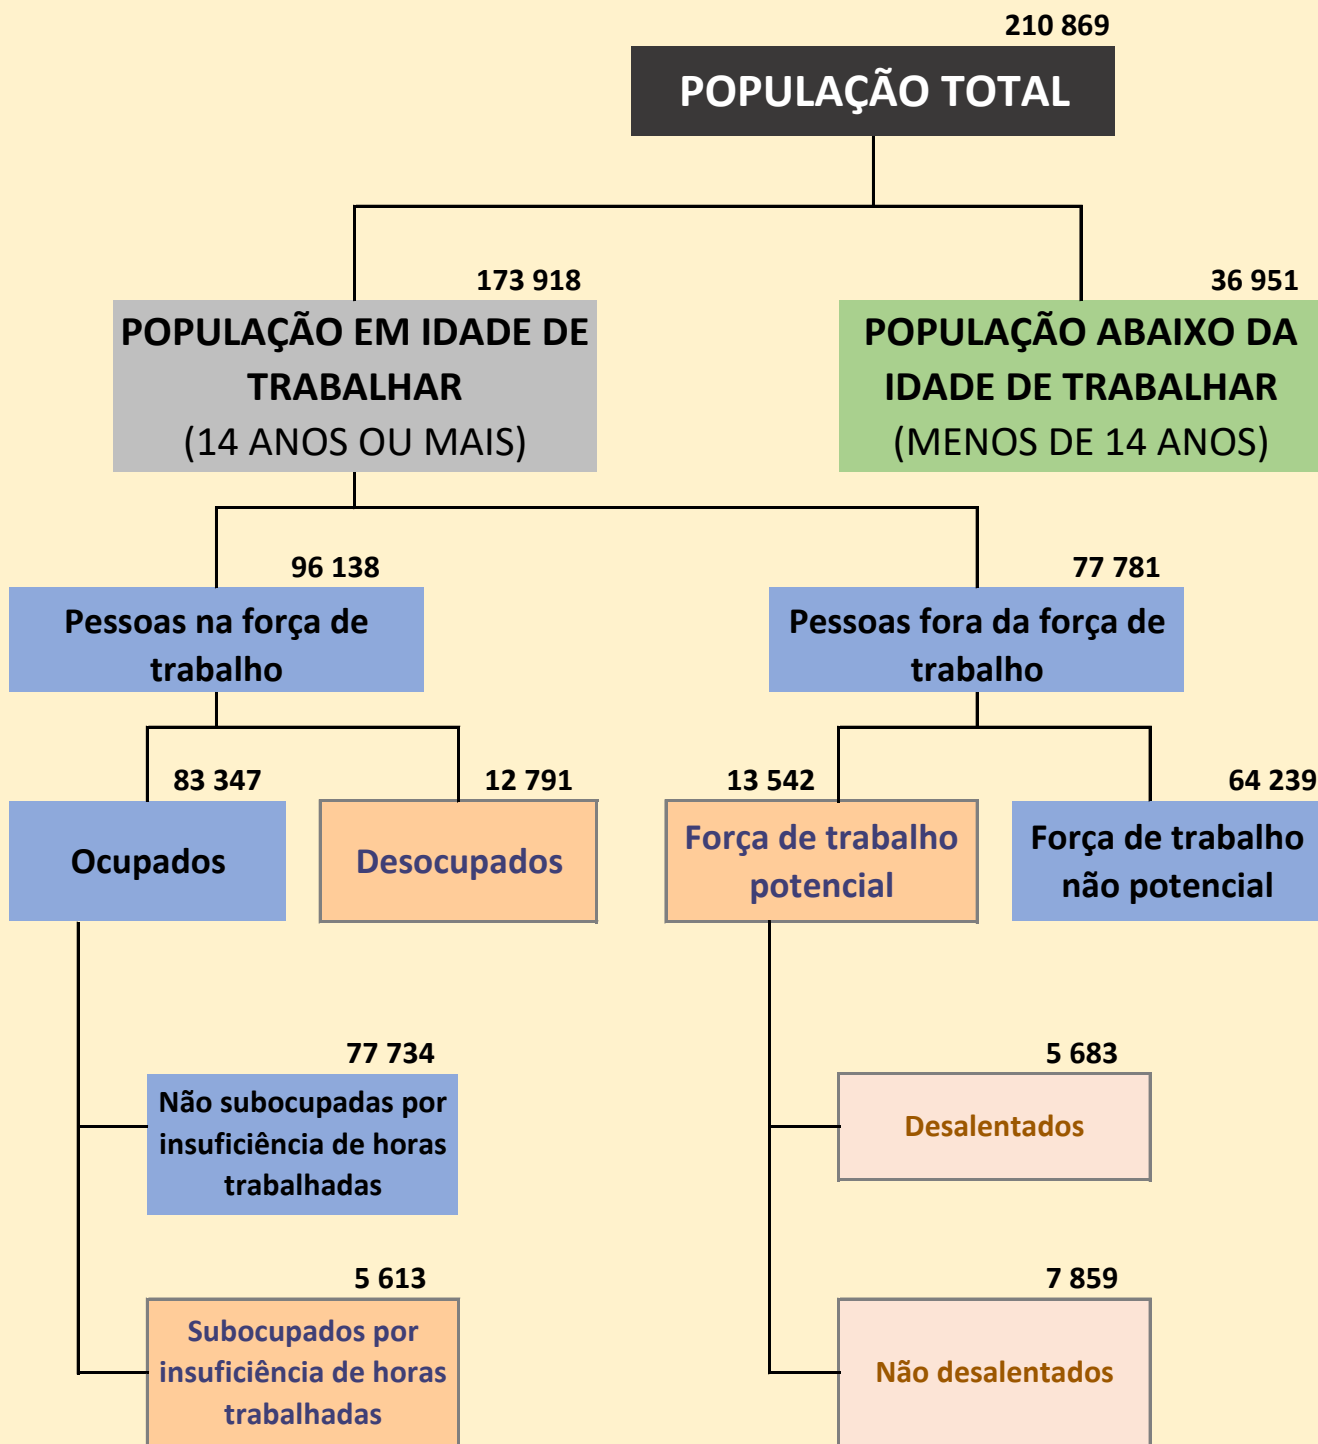 210 869
POPULAÇÃO TOTAL
173 918
POPULAÇÃO EM IDADE DE
TRABALHAR
(14 ANOS OU MAIS)
36 951
POPULAÇÃO ABAIXO DA
IDADE DE TRABALHAR
(MENOS DE 14 ANOS)
96 138
Pessoas na força de
trabalho
77 781
Pessoas fora da força de
trabalho
83 347
Ocupados
12 791
Desocupados
13 542
Força de trabalho
potencial
64 239
Força de trabalho
não potencial
77 734
Não subocupadas por
insuficiência de horas
trabalhadas
5 683
Desalentados
5 613
Subocupados por
insuficiência de horas
trabalhadas
7 859
Não desalentados